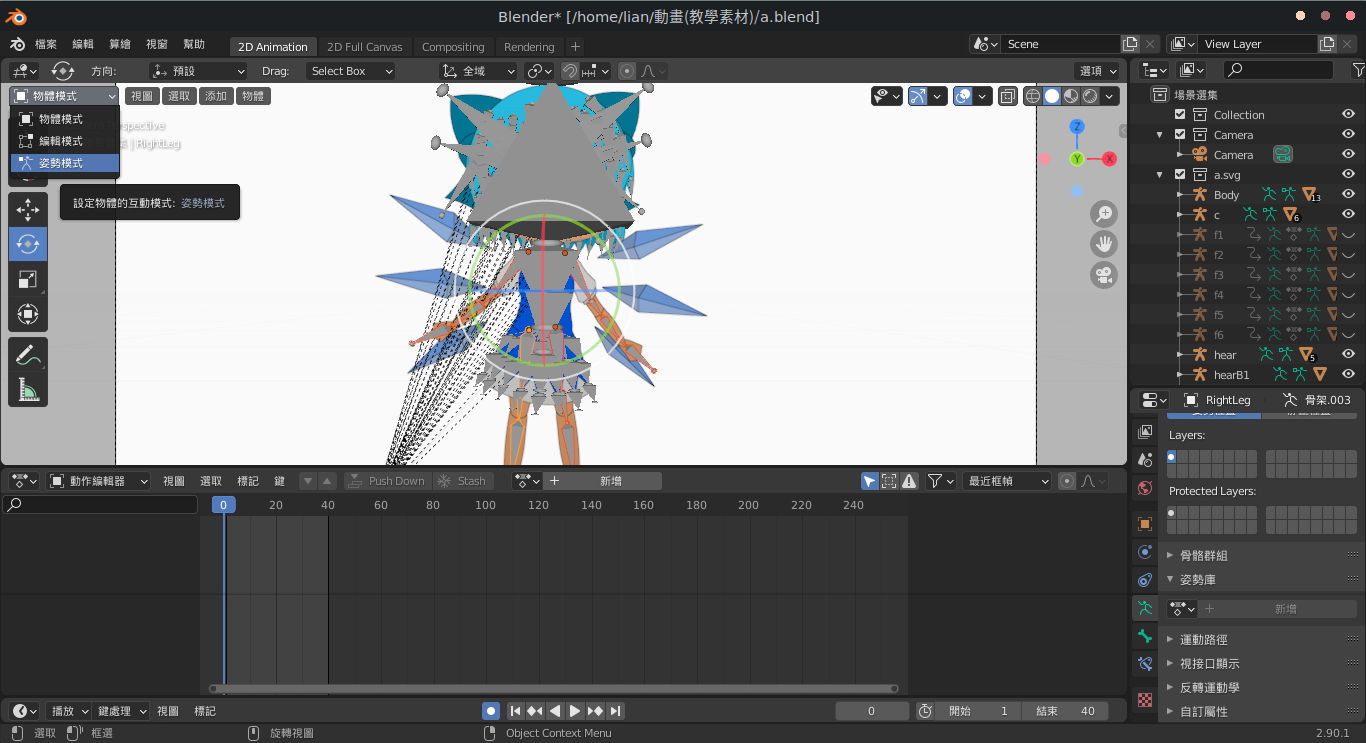 Blender* [/home/lian/動畫(教學素材)/a.blend]
檔案 編輯 算繪 視窗 幫助 2D Animation 2D Full Canvas Compositing Rendering + Scene View Layer
方向: 預設 Drag: Select Box 全域 選項
物體模式 視圖 選取 添加 物體
物體模式
編輯模式
姿勢模式
spective
| RightLeg
設定物體的互動模式: 姿勢模式
Z
Y
X
場景選集
Collection
Camera
Camera
a.svg
Body 13
c 6
f1
f2
f3
f4
f5
f6
hear 5
hearB1
RightLeg 骨架.003
Layers:
Protected Layers:
骨骼群組
姿勢庫
新增
運動路徑
視接口顯示
反轉運動學
自訂屬性
動作編輯器 視圖 選取 標記 鍵 Push Down Stash 新增 最近框幀
0 20 40 60 80 100 120 140 160 180 200 220 240
播放 鍵處理 視圖 標記 0 開始 1 結束 40
選取 框選 旋轉視圖 Object Context Menu 2.90.1